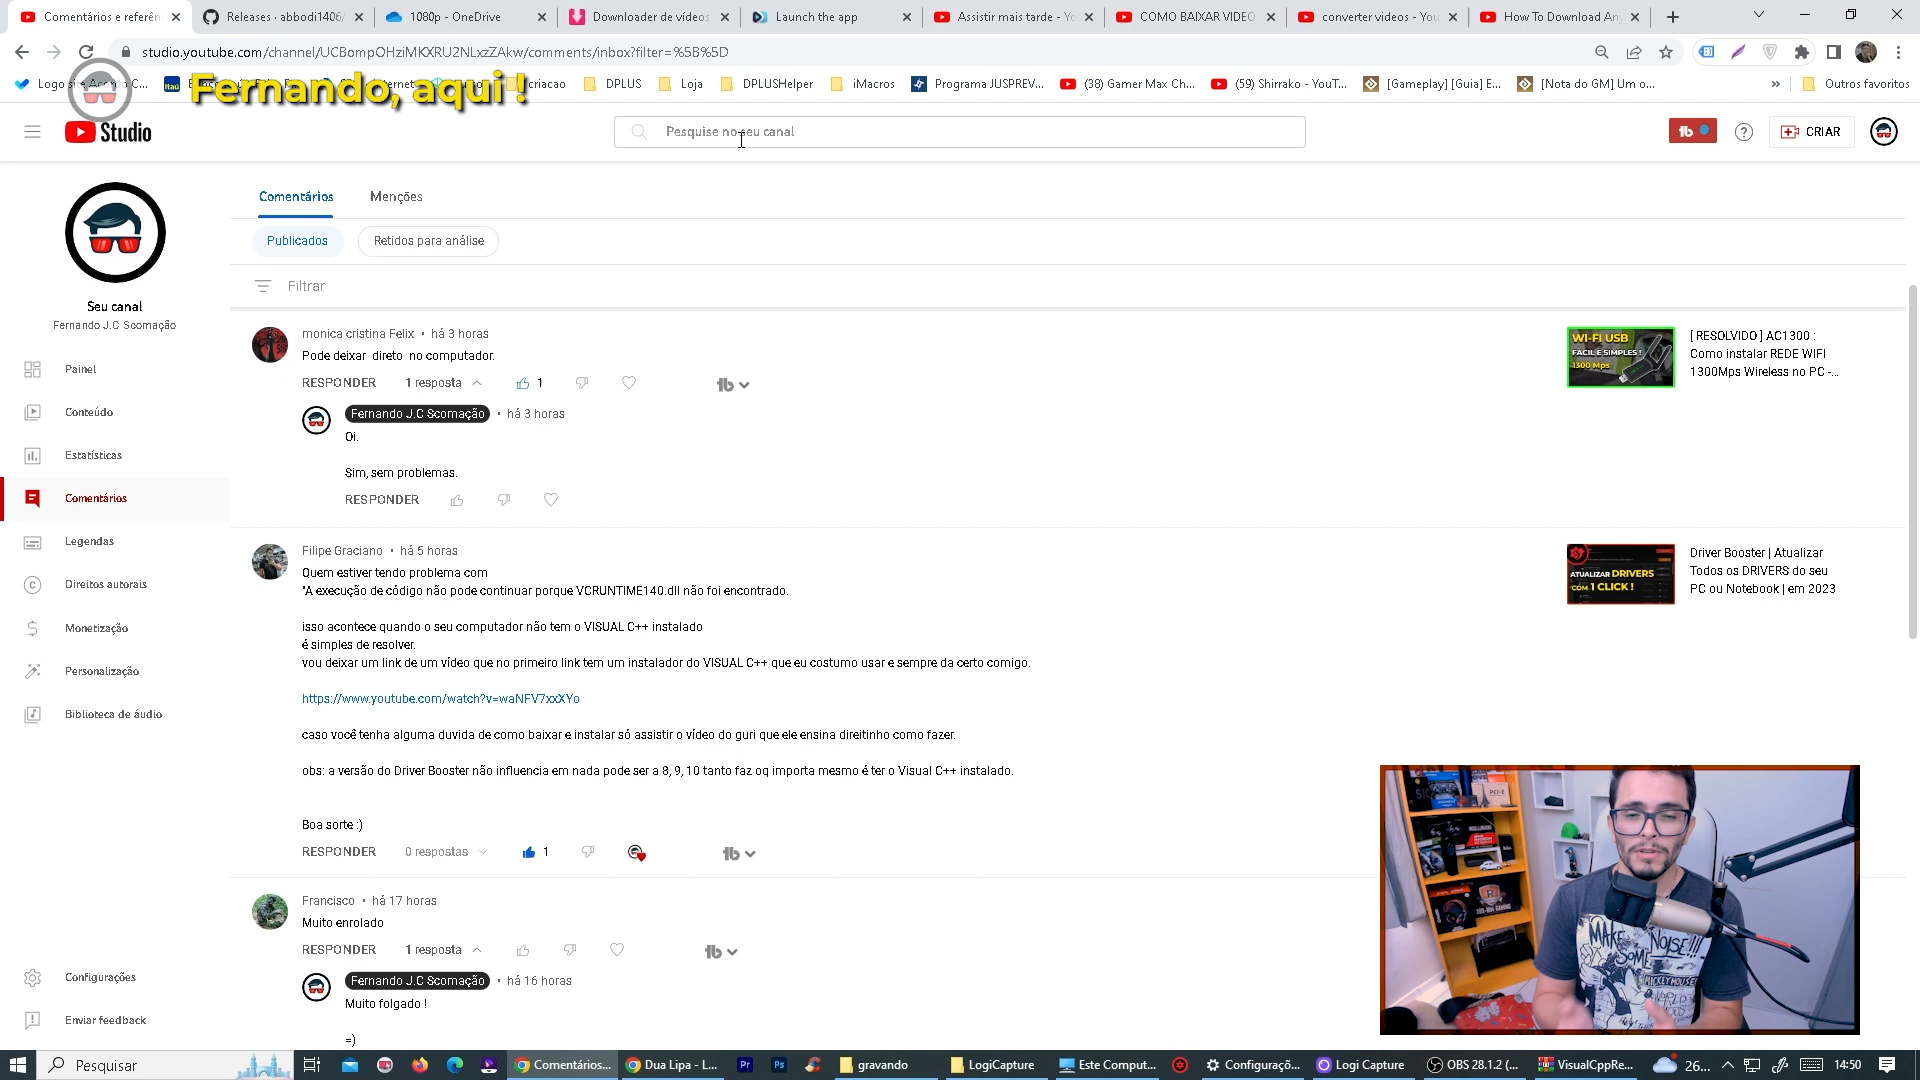 Comentários e referên
Releases · abbodi1406/
1080p - OneDrive
Downloader de vídeos
Launch the app
Assistir mais tarde - Yo
COMO BAIXAR VIDEO
converter videos - You
How To Download An
studio.youtube.com/channel/UCBompOHziMKXRU2NLxzZAkw/comments/inbox?filter=%5B%5D
Logo
Itaú
nternet
criacao
DPLUS
Loja
DPLUSHelper
iMacros
Programa JUSPREV...
(38) Gamer Max Ch...
(59) Shirrako - YouT...
[Gameplay] [Guia] E...
[Nota do GM] Um o...
»
Outros favoritos
Fernando, aqui !
Studio
Pesquise no seu canal
CRIAR
Seu canal
Fernando J.C Scomação
Painel
Conteúdo
Estatísticas
Comentários
Legendas
Direitos autorais
Monetização
Personalização
Biblioteca de áudio
Configurações
Enviar feedback
Comentários
Menções
Publicados
Retidos para análise
Filtrar
monica cristina Felix • há 3 horas
Pode deixar direto no computador.
RESPONDER 1 resposta 1
Fernando J.C Scomação • há 3 horas
Oi.
Sim, sem problemas.
RESPONDER
WI-FI USB
FÁCIL E SIMPLES !
1300 Mps
[ RESOLVIDO ] AC1300 :
Como instalar REDE WIFI
1300Mps Wireless no PC -...
Filipe Graciano • há 5 horas
Quem estiver tendo problema com
"A execução de código não pode continuar porque VCRUNTIME140.dll não foi encontrado.
isso acontece quando o seu computador não tem o VISUAL C++ instalado
é simples de resolver.
vou deixar um link de um vídeo que no primeiro link tem um instalador do VISUAL C++ que eu costumo usar e sempre da certo comigo.
https://www.youtube.com/watch?v=waNFV7xxXYo
caso você tenha alguma duvida de como baixar e instalar só assistir o vídeo do guri que ele ensina direitinho como fazer.
obs: a versão do Driver Booster não influencia em nada pode ser a 8, 9, 10 tanto faz oq importa mesmo é ter o Visual C++ instalado.
Boa sorte :)
RESPONDER 0 respostas 1
ATUALIZAR DRIVERS
COM 1 CLICK !
Driver Booster | Atualizar
Todos os DRIVERS do seu
PC ou Notebook | em 2023
Francisco • há 17 horas
Muito enrolado
RESPONDER 1 resposta
Fernando J.C Scomação • há 16 horas
Muito folgado !
=)
MAKE
NOISE!!!
SOME
MICKEY MOUSE
Pesquisar
Comentários...
Dua Lipa - L...
Pr
Ps
gravando
LogiCapture
Este Comput...
Configuraçõ...
Logi Capture
OBS 28.1.2 (...
VisualCppRe...
26...
14:50